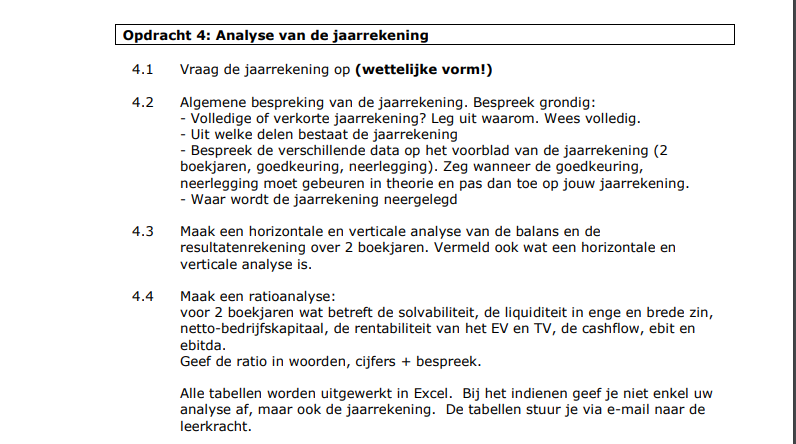 Opdracht 4: Analyse van de jaarrekening
4.1 Vraag de jaarrekening op (wettelijke vorm!)
4.2 Algemene bespreking van de jaarrekening. Bespreek grondig:
- Volledige of verkorte jaarrekening? Leg uit waarom. Wees volledig.
- Uit welke delen bestaat de jaarrekening
- Bespreek de verschillende data op het voorblad van de jaarrekening (2
boekjaren, goedkeuring, neerlegging). Zeg wanneer de goedkeuring,
neerlegging moet gebeuren in theorie en pas dan toe op jouw jaarrekening.
- Waar wordt de jaarrekening neergelegd
4.3 Maak een horizontale en verticale analyse van de balans en de
resultatenrekening over 2 boekjaren. Vermeld ook wat een horizontale en
verticale analyse is.
4.4 Maak een ratioanalyse:
voor 2 boekjaren wat betreft de solvabiliteit, de liquiditeit in enge en brede zin,
netto-bedrijfskapitaal, de rentabiliteit van het EV en TV, de cashflow, ebit en
ebitda.
Geef de ratio in woorden, cijfers + bespreek.
Alle tabellen worden uitgewerkt in Excel. Bij het indienen geef je niet enkel uw
analyse af, maar ook de jaarrekening. De tabellen stuur je via e-mail naar de
leerkracht.